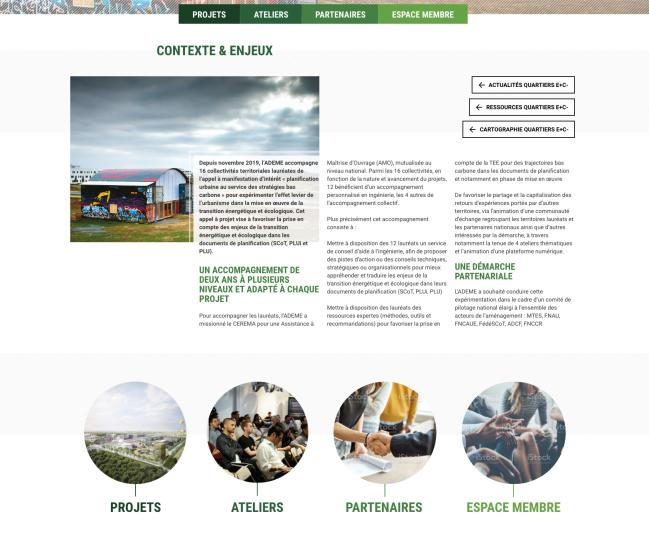 PROJETS
ATELIERS
PARTENAIRES
ESPACE MEMBRE
CONTEXTE & ENJEUX
← ACTUALITÉS QUARTIERS E+C-
← RESSOURCES QUARTIERS E+C-
← CARTOGRAPHIE QUARTIERS E+C-
Depuis novembre 2019, l'ADEME accompagne
16 collectivités territoriales lauréates de
l'appel à manifestation d'intérêt « planification
urbaine au service des stratégies bas
carbone » pour expérimenter l'effet levier de
l'urbanisme dans la mise en œuvre de la
transition énergétique et écologique. Cet
appel à projet vise à favoriser la prise en
compte des enjeux de la transition
énergétique et écologique dans les
documents de planification (SCoT, PLUi et
PLU).
UN ACCOMPAGNEMENT DE
DEUX ANS À PLUSIEURS
NIVEAUX ET ADAPTÉ À CHAQUE
PROJET
Pour accompagner les lauréats, l'ADEME a
missionné le CEREMA pour une Assistance à
Maîtrise d'Ouvrage (AMO), mutualisée au
niveau national. Parmi les 16 collectivités, en
fonction de la nature et avancement du projets,
12 bénéficient d'un accompagnement
personnalisé en ingénierie, les 4 autres de
l'accompagnement collectif.
Plus précisément cet accompagnement
consiste à :
Mettre à disposition des 12 lauréats un service
de conseil d'aide à l'ingénierie, afin de proposer
des pistes d'action ou des conseils techniques,
stratégiques ou organisationnels pour mieux
appréhender et traduire les enjeux de la
transition énergétique et écologique dans leurs
documents de planification (SCoT, PLUi, PLU)
Mettre à disposition des lauréats des
ressources expertes (méthodes, outils et
recommandations) pour favoriser la prise en
compte de la TEE pour des trajectoires bas
carbone dans les documents de planification
et notamment en phase de mise en œuvre.
De favoriser le partage et la capitalisation des
retours d'expériences portée par d'autres
territoires, via l'animation d'une communauté
d'échange regroupant les territoires lauréats et
les partenaires nationaux ainsi que d'autres
intéressés par la démarche, à travers
notamment la tenue de 4 ateliers thématiques
et l'animation d'une plateforme numérique.
UNE DÉMARCHE
PARTENARIALE
L'ADEME a souhaité conduire cette
expérimentation dans le cadre d'un comité de
pilotage national élargi à l'ensemble des
acteurs de l'aménagement : MTES, FNAU,
FNCAUE, FédéSCoT, ADCF, FNCCR.
iStock
iStock
iStock
iStock
PROJETS
ATELIERS
PARTENAIRES
ESPACE MEMBRE